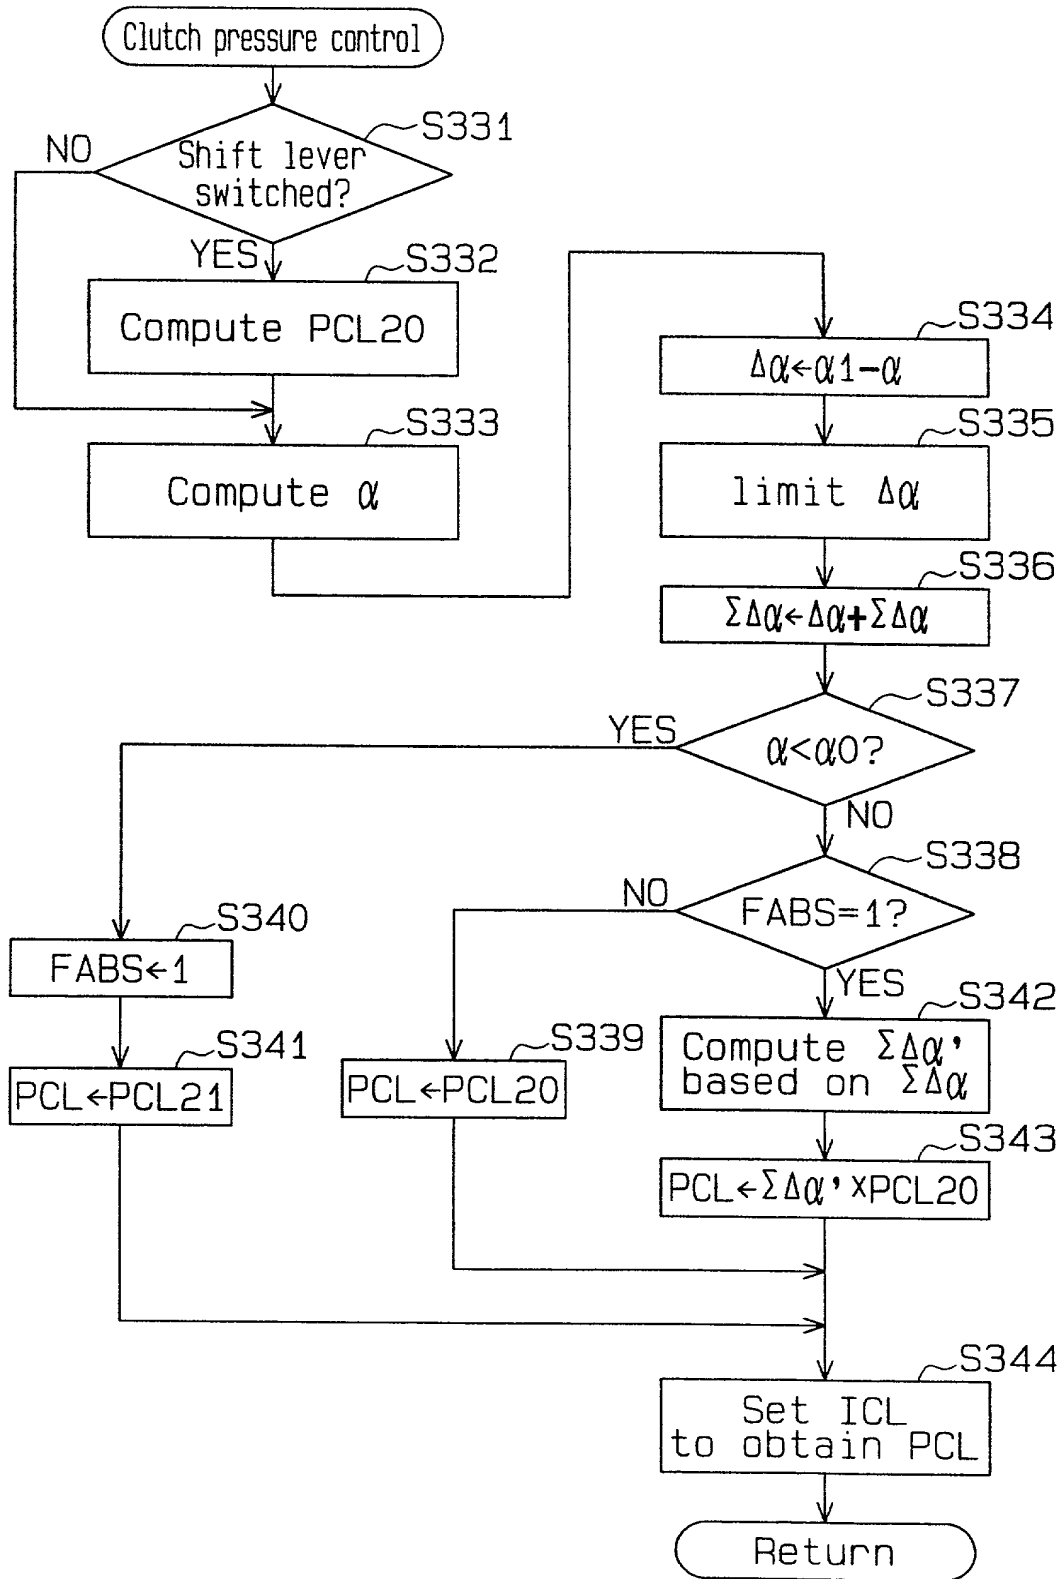 Clutch pressure control
S331
NO
Shift lever
switched?
YES
S332
Compute PCL20
S333
Compute α
S334
Δα←α1-α
S335
limit Δα
S336
ΣΔα←Δα+ΣΔα
S337
YES
α<α0?
NO
S338
NO
FABS=1?
YES
S340
FABS←1
S341
PCL←PCL21
S339
PCL←PCL20
S342
Compute ΣΔα'
based on ΣΔα
S343
PCL←ΣΔα'×PCL20
S344
Set ICL
to obtain PCL
Return